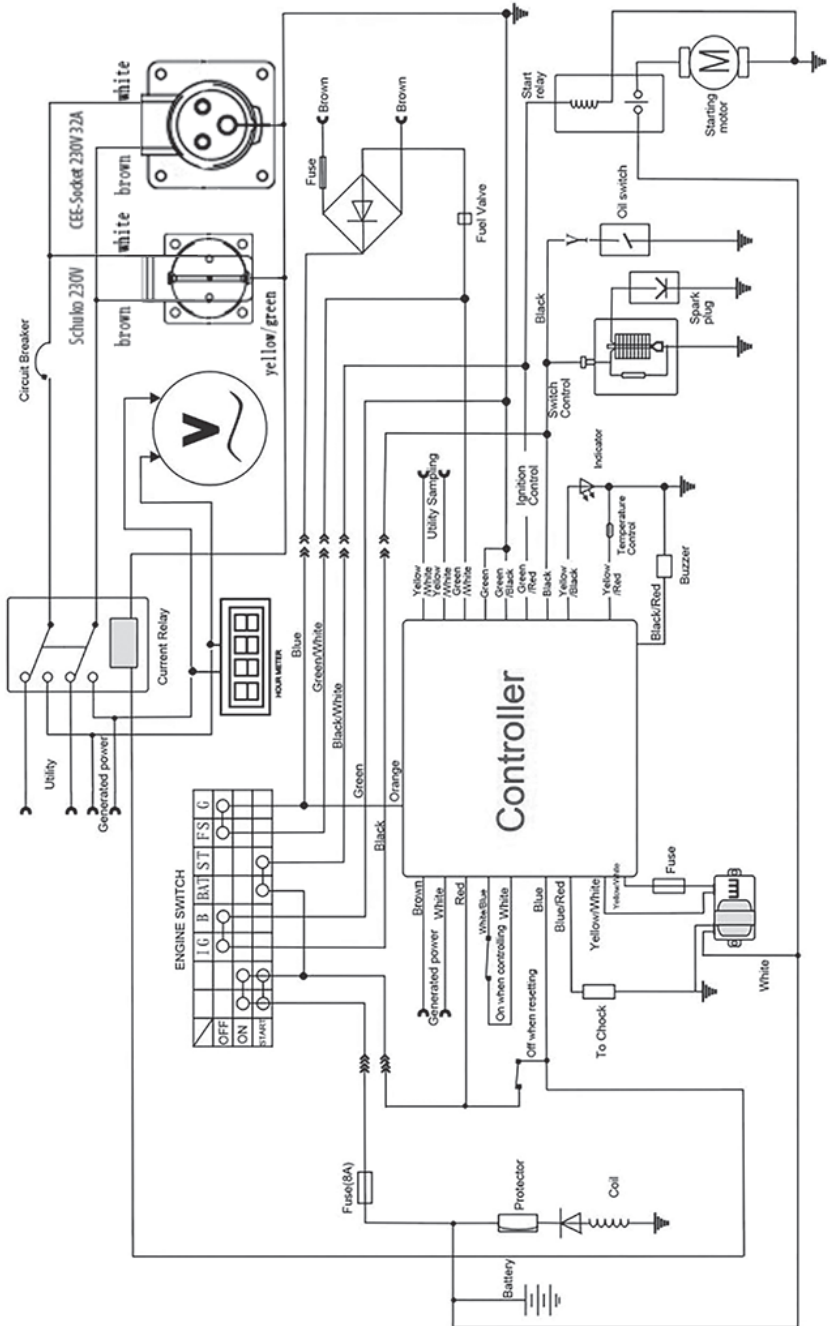 CEE-Socket 230V 32A
white
brown
Schuko 230V
white
brown
yellow/green
Circuit Breaker
V
Current Relay
HOUR METER
Utility
Generated power
Fuse
Brown
Brown
Fuel Valve
Start
relay
M
Starting
motor
Oil switch
Black
Spark
plug
Switch
Control
Blue
Green/White
Black/White
Green
Orange
Black
ENGINE SWITCH
IG
B
BAT
ST
FS
G
OFF
ON
START
Utility Sampling
Yellow
/White
Yellow
/White
Green
/White
Green
Green
/Black
Green
/Red
Ignition
Control
Black
Yellow
/Black
Yellow
/Red
Indicator
Temperature
Control
Black/Red
Buzzer
Controller
Brown
Generated power
White
Red
White/Blue
On when controlling
White
Blue
Blue/Red
Yellow/White
Yellow/White
Fuse
Off when resetting
To Chock
White
Fuse(8A)
Protector
Coil
Battery